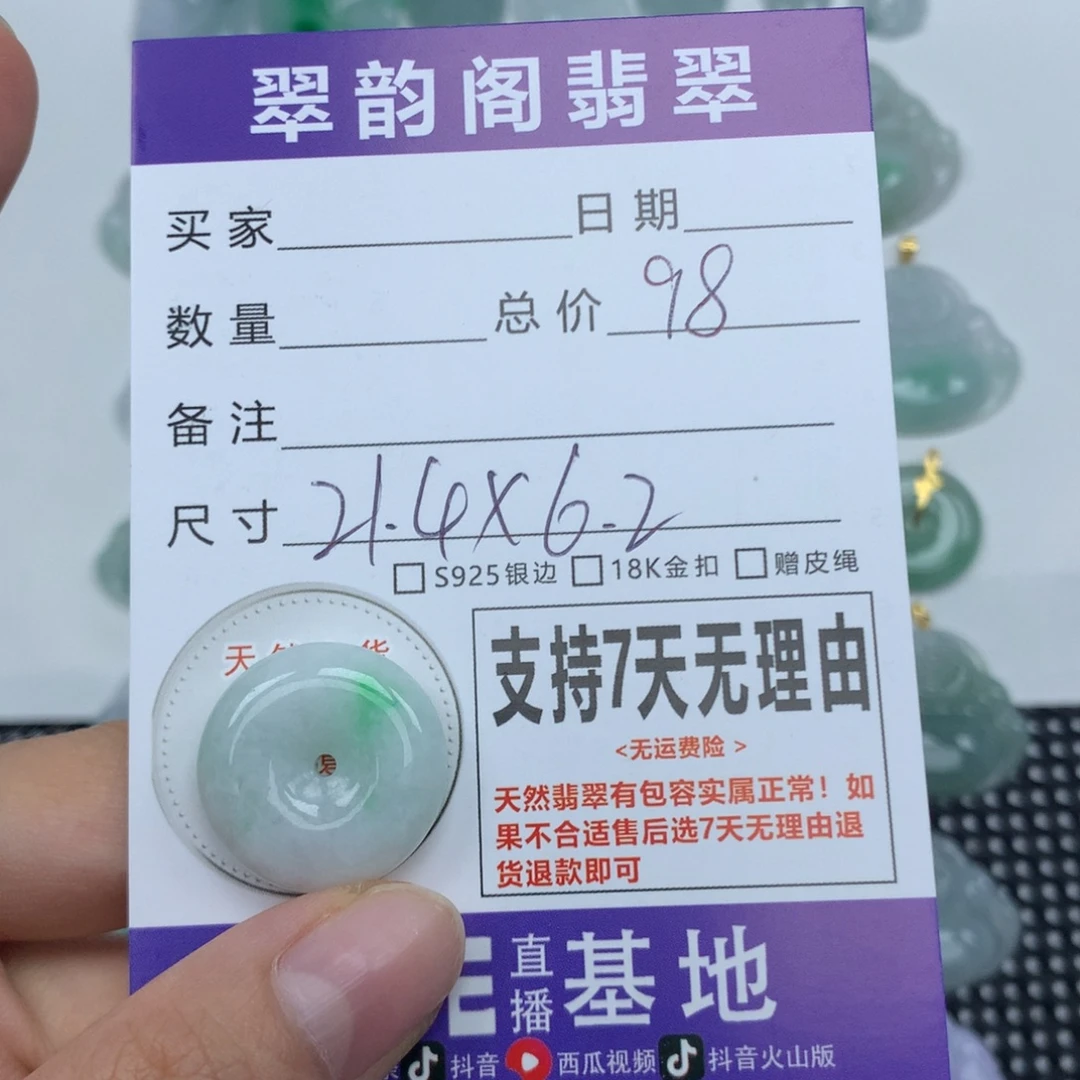 翠韵阁翡翠
买家 日期
数量 总价 98
备注
尺寸 21.4×6.2
S925银边 18K金扣 赠皮绳
天 货
支持7天无理由
<无运费险 >
天然翡翠有包容实属正常！如
果不合适售后选7天无理由退
货退款即可
直播 基地
抖音 西瓜视频 抖音火山版